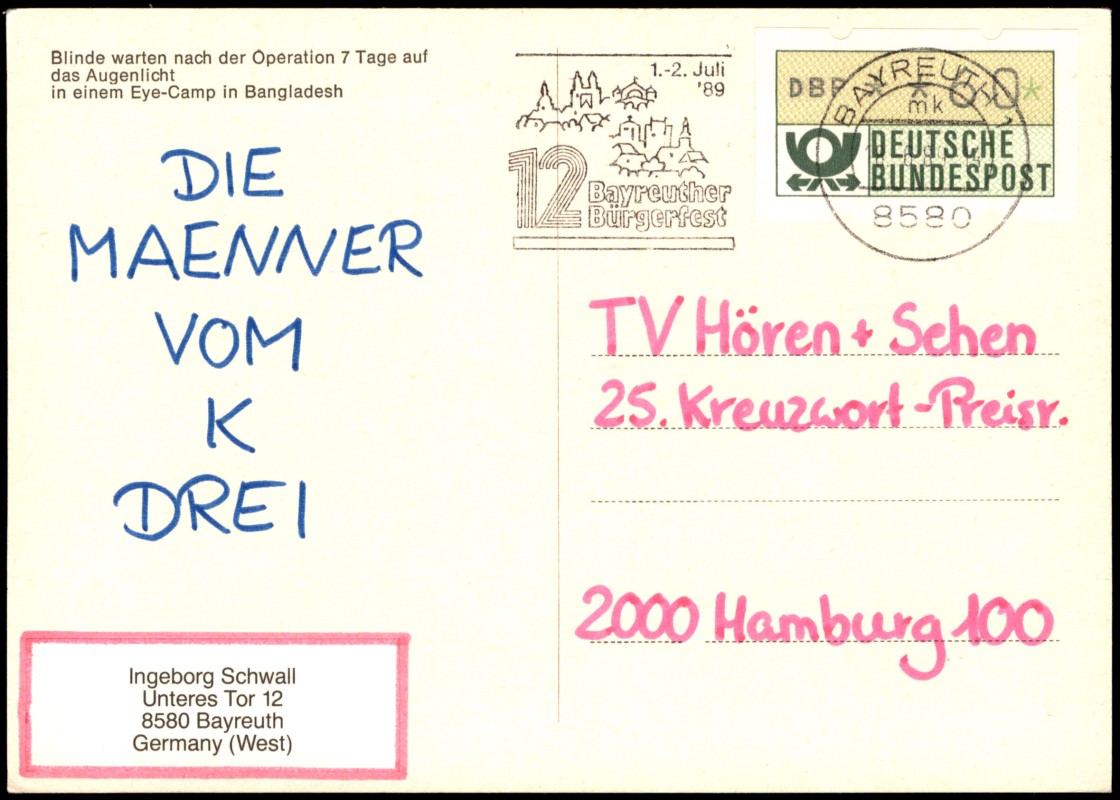 Blinde warten nach der Operation 7 Tage auf
das Augenlicht
in einem Eye-Camp in Bangladesh
DIE
MAENNER
VOM
K
DREI
Ingeborg Schwall
Unteres Tor 12
8580 Bayreuth
Germany (West)
1.-2. Juli
'89
12 Bayreuther
Bürgerfest
DBP
DEUTSCHE
BUNDESPOST
BAYREUTH 1
mk
8580
TV Hören + Sehen
25. Kreuzwort-Preisr.
2000 Hamburg 100